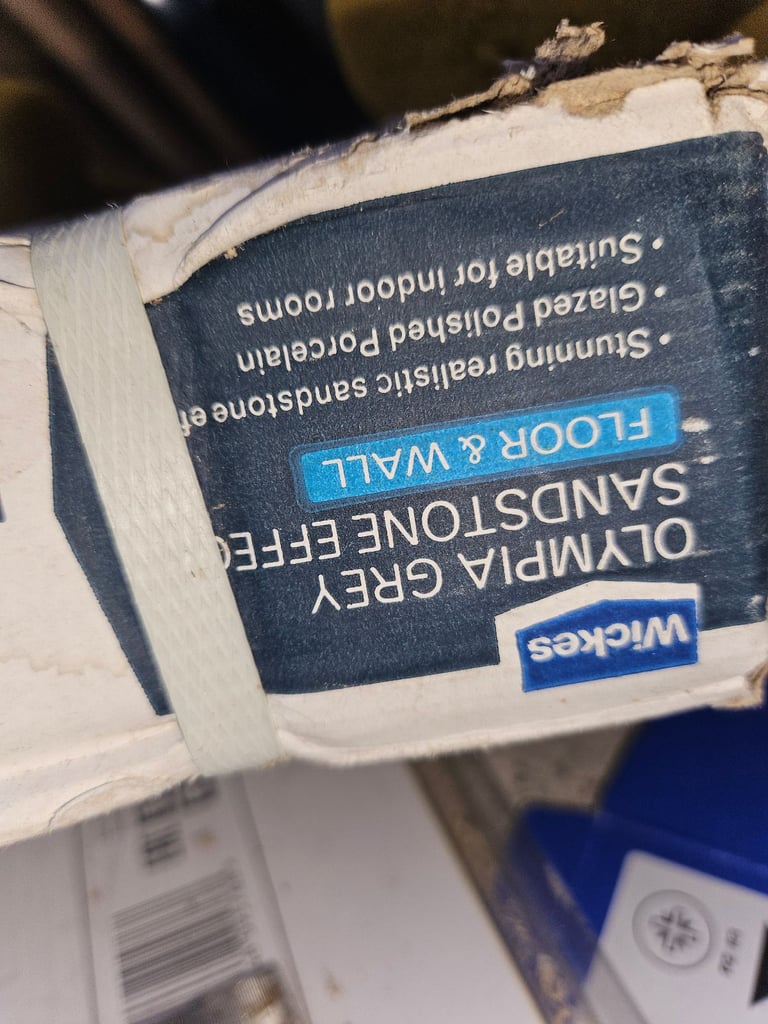 Wickes
OLYMPIA GREY
SANDSTONE EFFEC
FLOOR & WALL
• Stunning realistic sandstone ef
• Glazed Polished Porcelain
• Suitable for indoor rooms